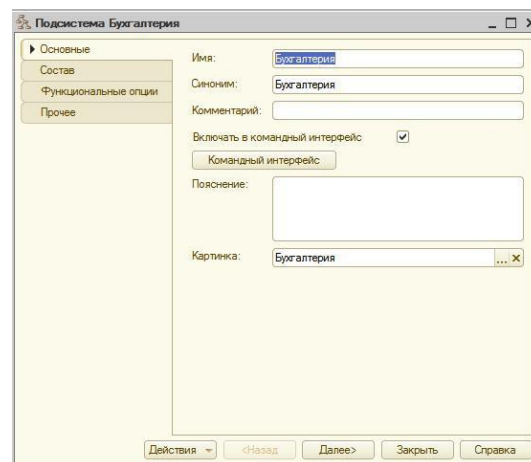 Подсистема Бухгалтерия
Основные
Состав
Функциональные опции
Прочее
Имя: Бухгалтерия
Синоним: Бухгалтерия
Комментарий:
Включать в командный интерфейс
Командный интерфейс
Пояснение:
Картинка: Бухгалтерия ...
Действия <Назад Далее> Закрыть Справка